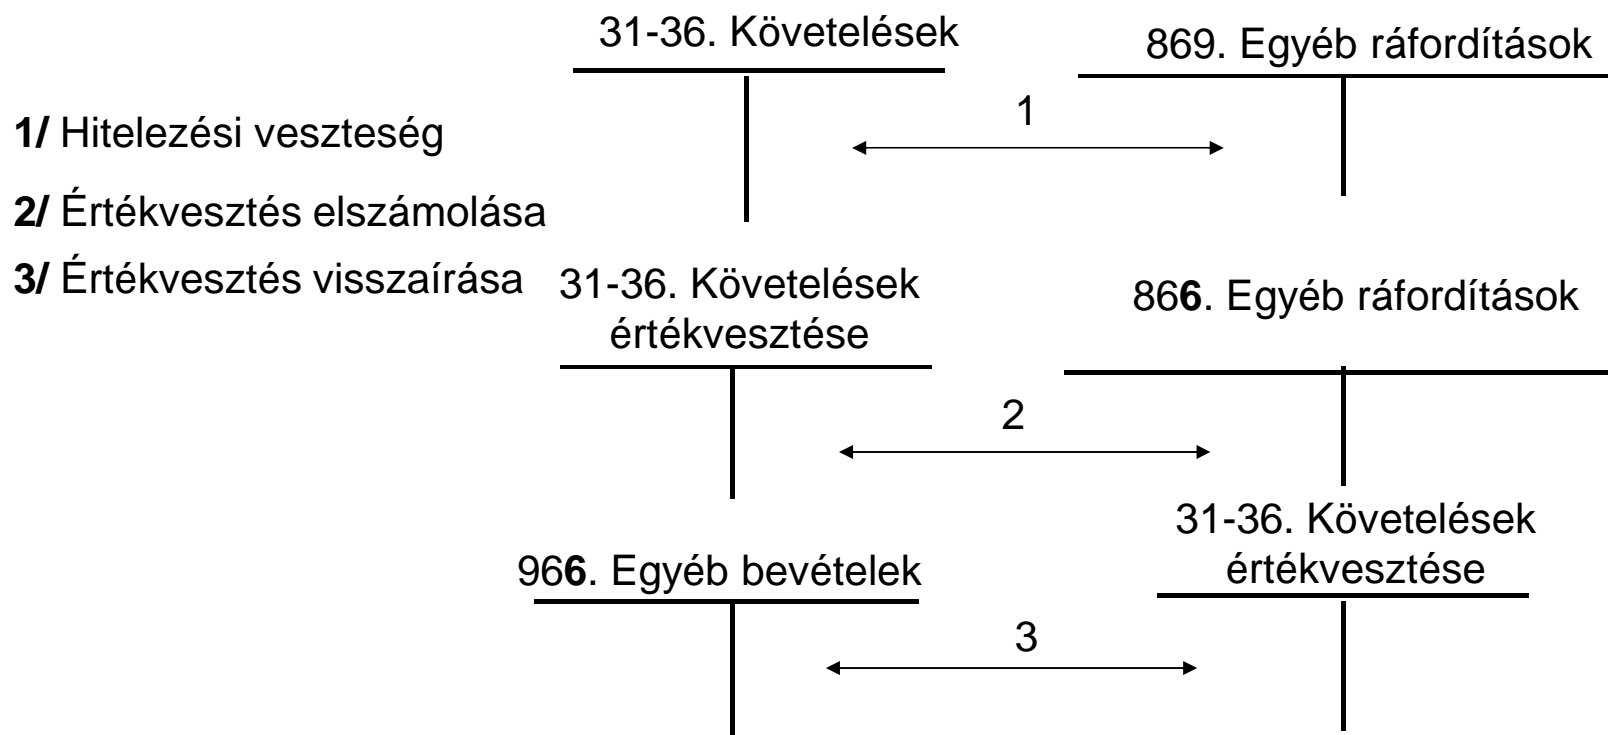 31-36. Követelések
869. Egyéb ráfordítások
1
1/ Hitelezési veszteség
2/ Értékvesztés elszámolása
3/ Értékvesztés visszaírása
31-36. Követelések
értékvesztése
866. Egyéb ráfordítások
2
31-36. Követelések
értékvesztése
966. Egyéb bevételek
3